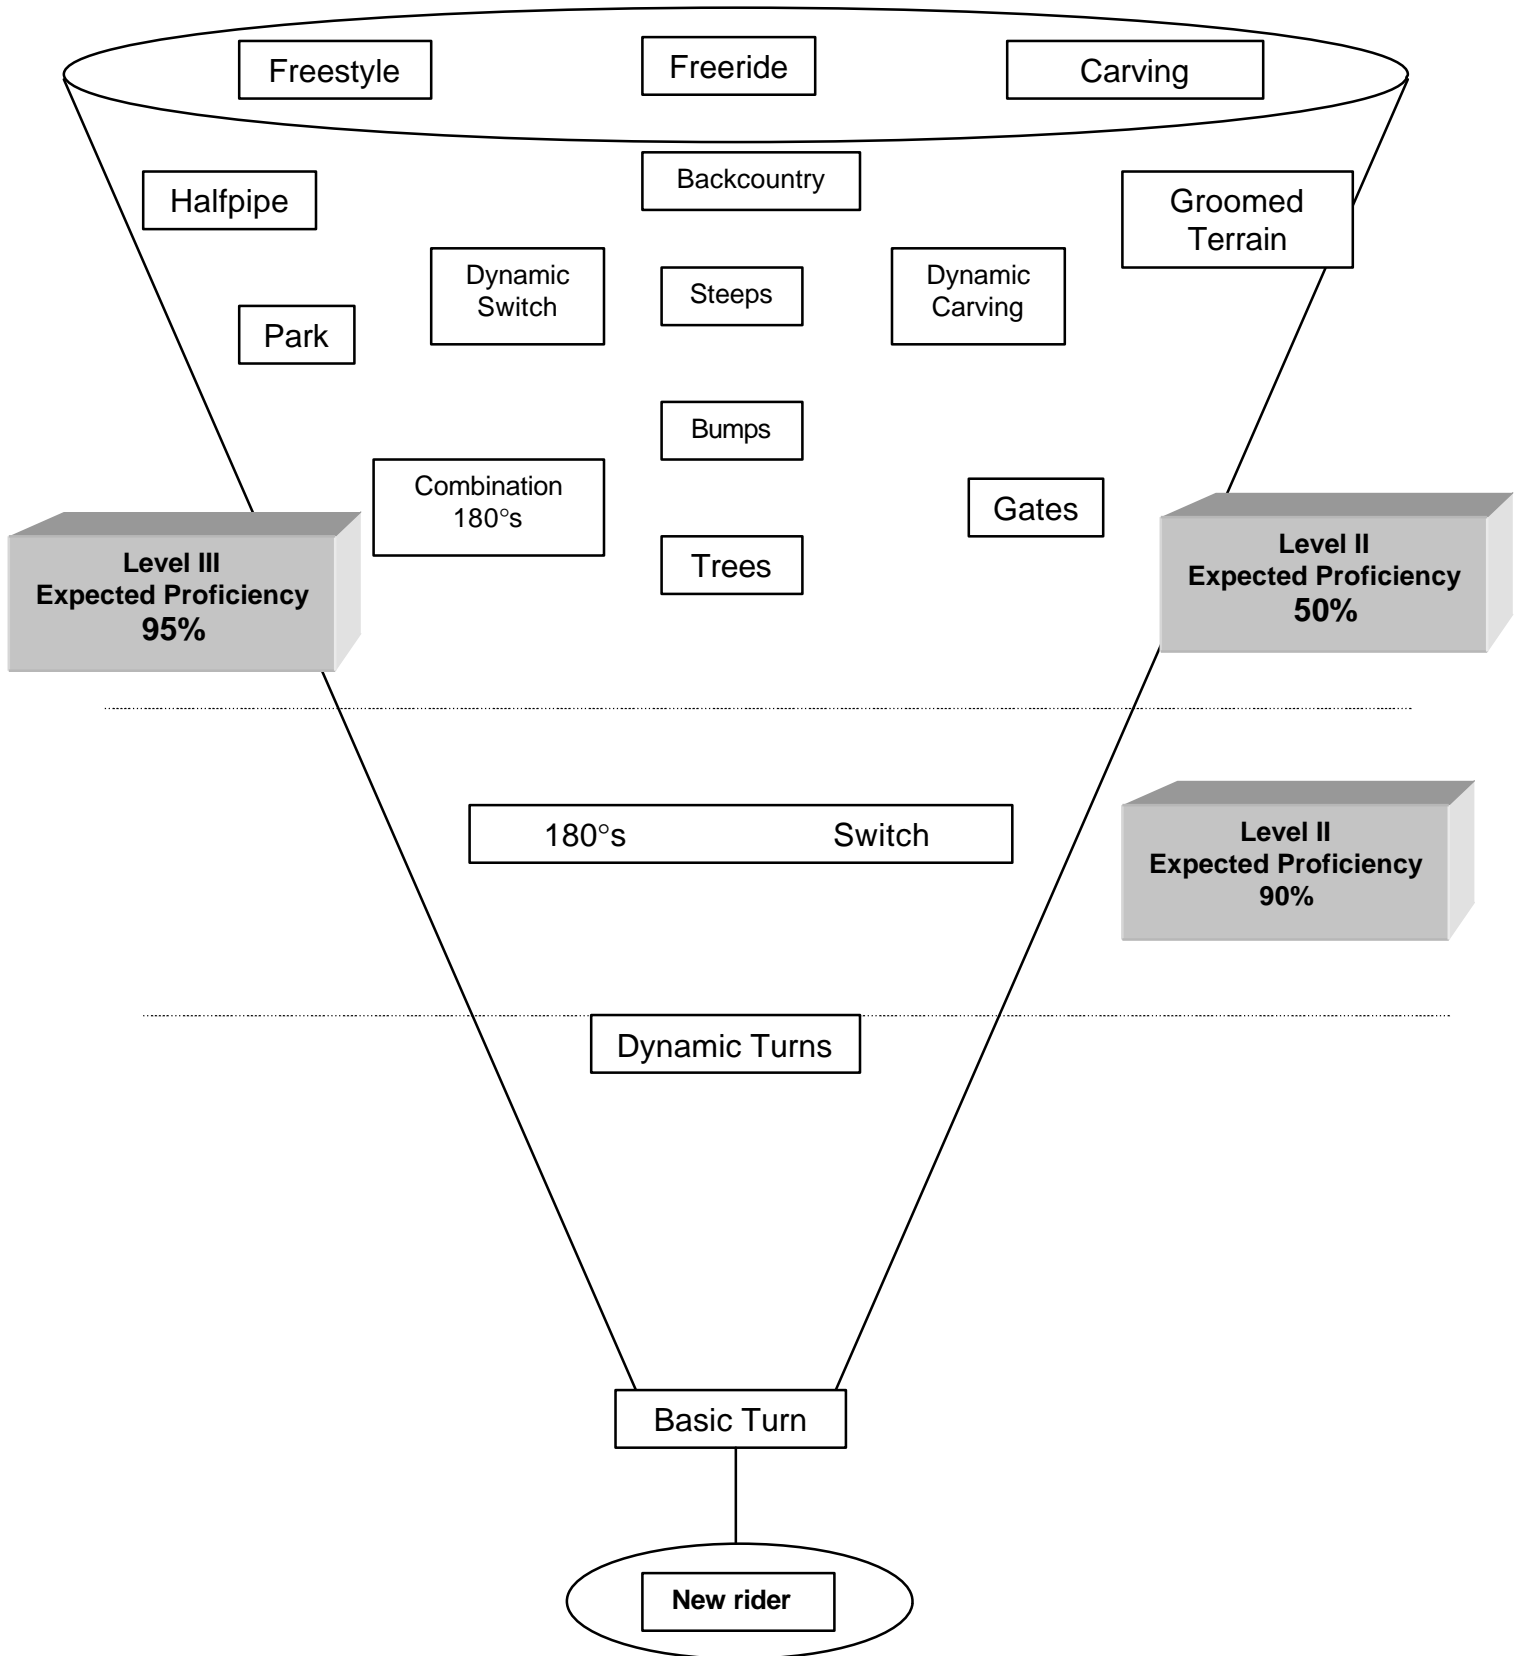 Freestyle
Freeride
Carving
Backcountry
Halfpipe
Groomed
Terrain
Dynamic
Switch
Steeps
Dynamic
Carving
Park
Bumps
Combination
180°s
Gates
Trees
Level III
Expected Proficiency
95%
Level II
Expected Proficiency
50%
180°s Switch
Level II
Expected Proficiency
90%
Dynamic Turns
Basic Turn
New rider